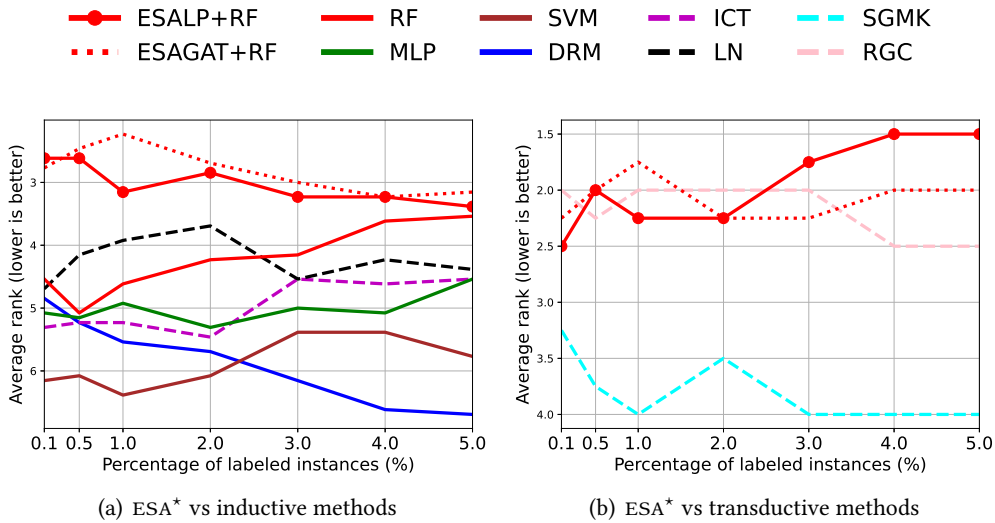 ESALP+RF RF SVM ICT SGMK
ESAGAT+RF MLP DRM LN RGC
Average rank (lower is better)
3
4
5
6
0.1 0.5 1.0 2.0 3.0 4.0 5.0
Percentage of labeled instances (%)
(a) ESA* vs inductive methods
Average rank (lower is better)
1.5
2.0
2.5
3.0
3.5
4.0
0.1 0.5 1.0 2.0 3.0 4.0 5.0
Percentage of labeled instances (%)
(b) ESA* vs transductive methods